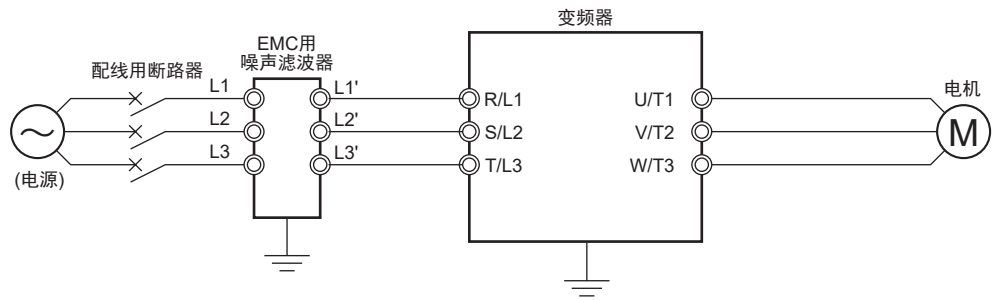 变频器
EMC用
噪声滤波器
配线用断路器
电机
L1
L1'
R/L1
U/T1
L2
L2'
S/L2
V/T2
M
L3
L3'
T/L3
W/T3
(电源)